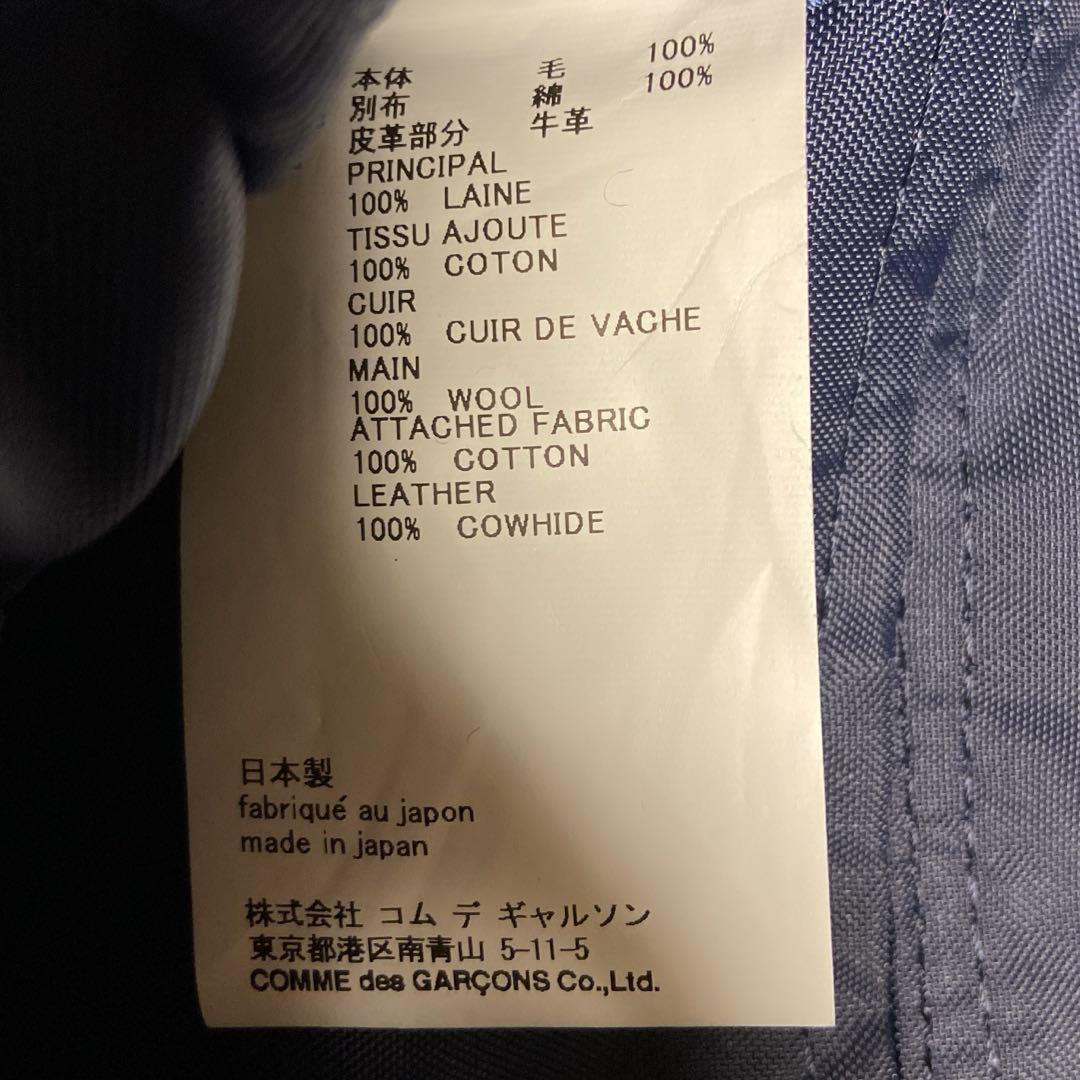 本体 毛 100%
別布 綿 100%
皮革部分 牛革
PRINCIPAL
100% LAINE
TISSU AJOUTE
100% COTON
CUIR
100% CUIR DE VACHE
MAIN
100% WOOL
ATTACHED FABRIC
100% COTTON
LEATHER
100% COWHIDE
日本製
fabriqué au japon
made in japan
株式会社 コム デ ギャルソン
東京都港区南青山 5-11-5
COMME des GARÇONS Co.,Ltd.